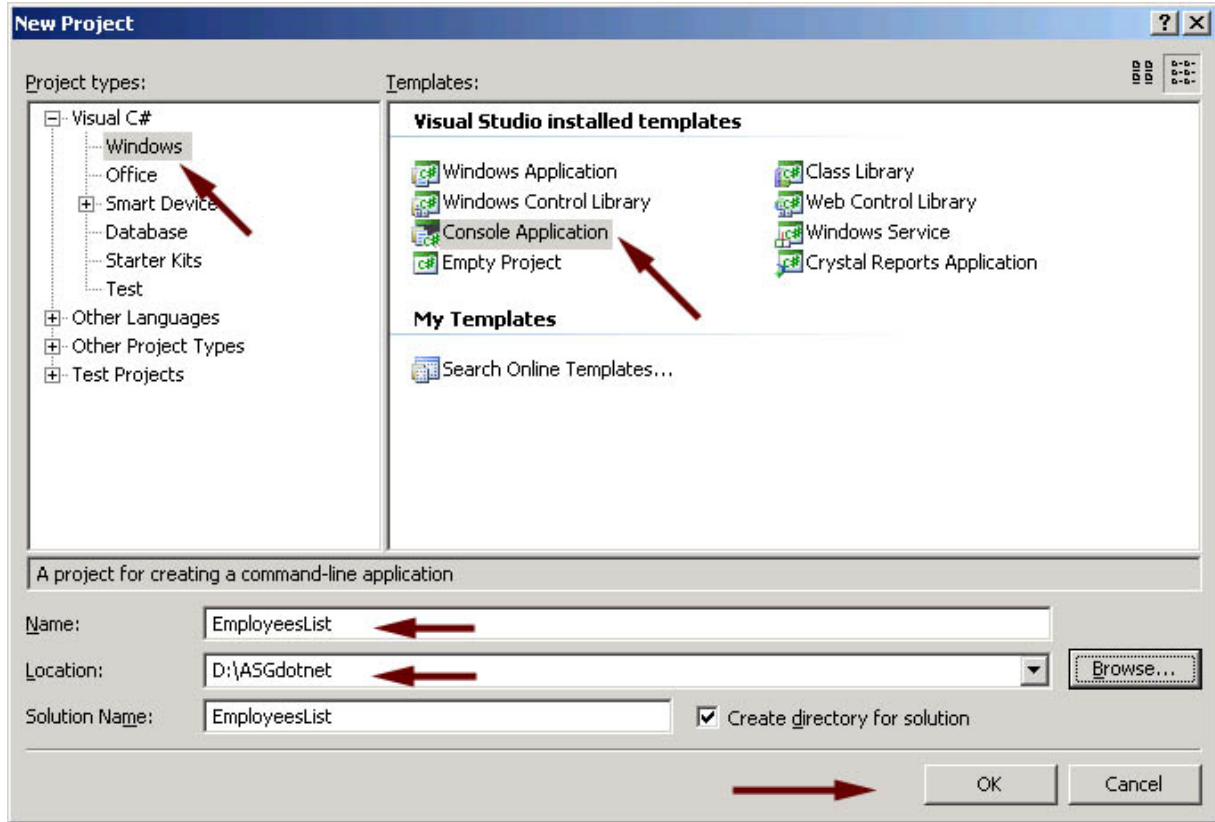 New Project
Project types:
Templates:
Visual C#
Windows
Office
Smart Device
Database
Starter Kits
Test
Other Languages
Other Project Types
Test Projects
Visual Studio installed templates
Windows Application
Class Library
Windows Control Library
Web Control Library
Console Application
Windows Service
Empty Project
Crystal Reports Application
My Templates
Search Online Templates...
A project for creating a command-line application
Name: EmployeesList
Location: D:\ASGdotnet
Browse...
Solution Name: EmployeesList
Create directory for solution
OK
Cancel